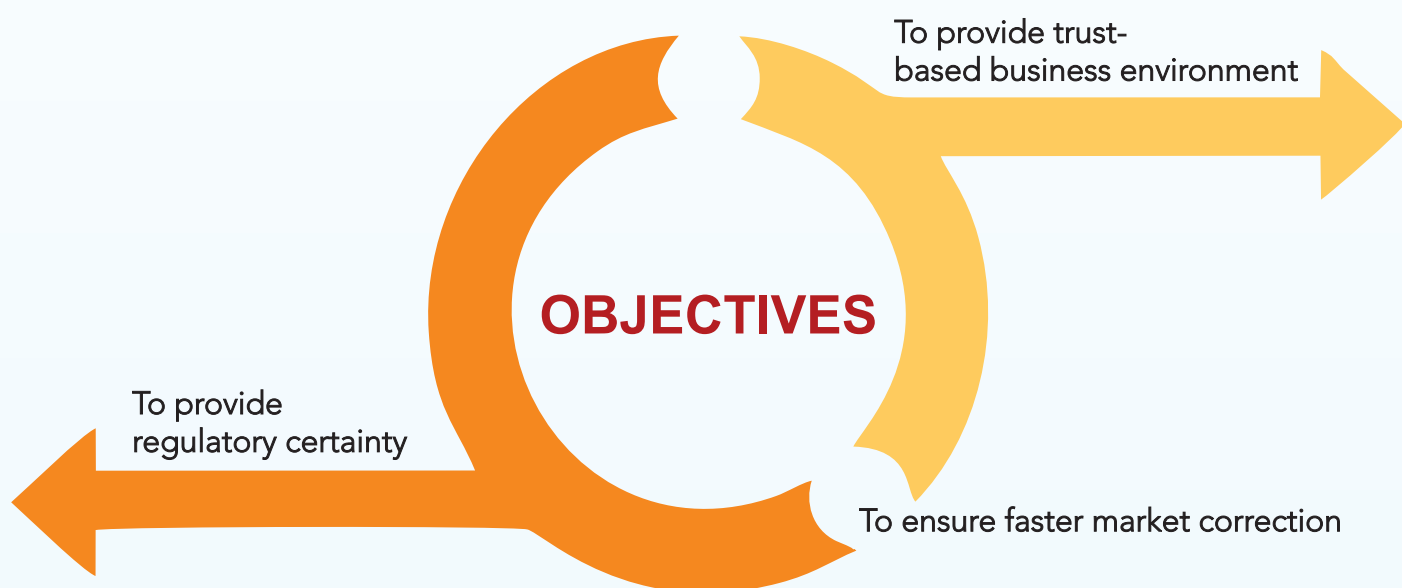 To provide trust-
based business environment
OBJECTIVES
To provide
regulatory certainty
To ensure faster market correction